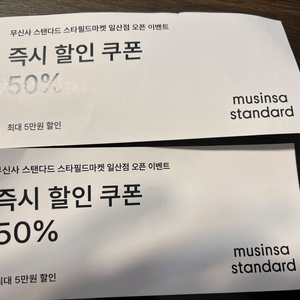 무신사 스탠다드 스타필드마켓 일산점 오픈 이벤트
즉시 할인 쿠폰
50%
최대 5만원 할인
musinsa
standard
무신사 스탠다드 스타필드마켓 일산점 오픈 이벤트
즉시 할인 쿠폰
50%
최대 5만원 할인
musinsa
standard